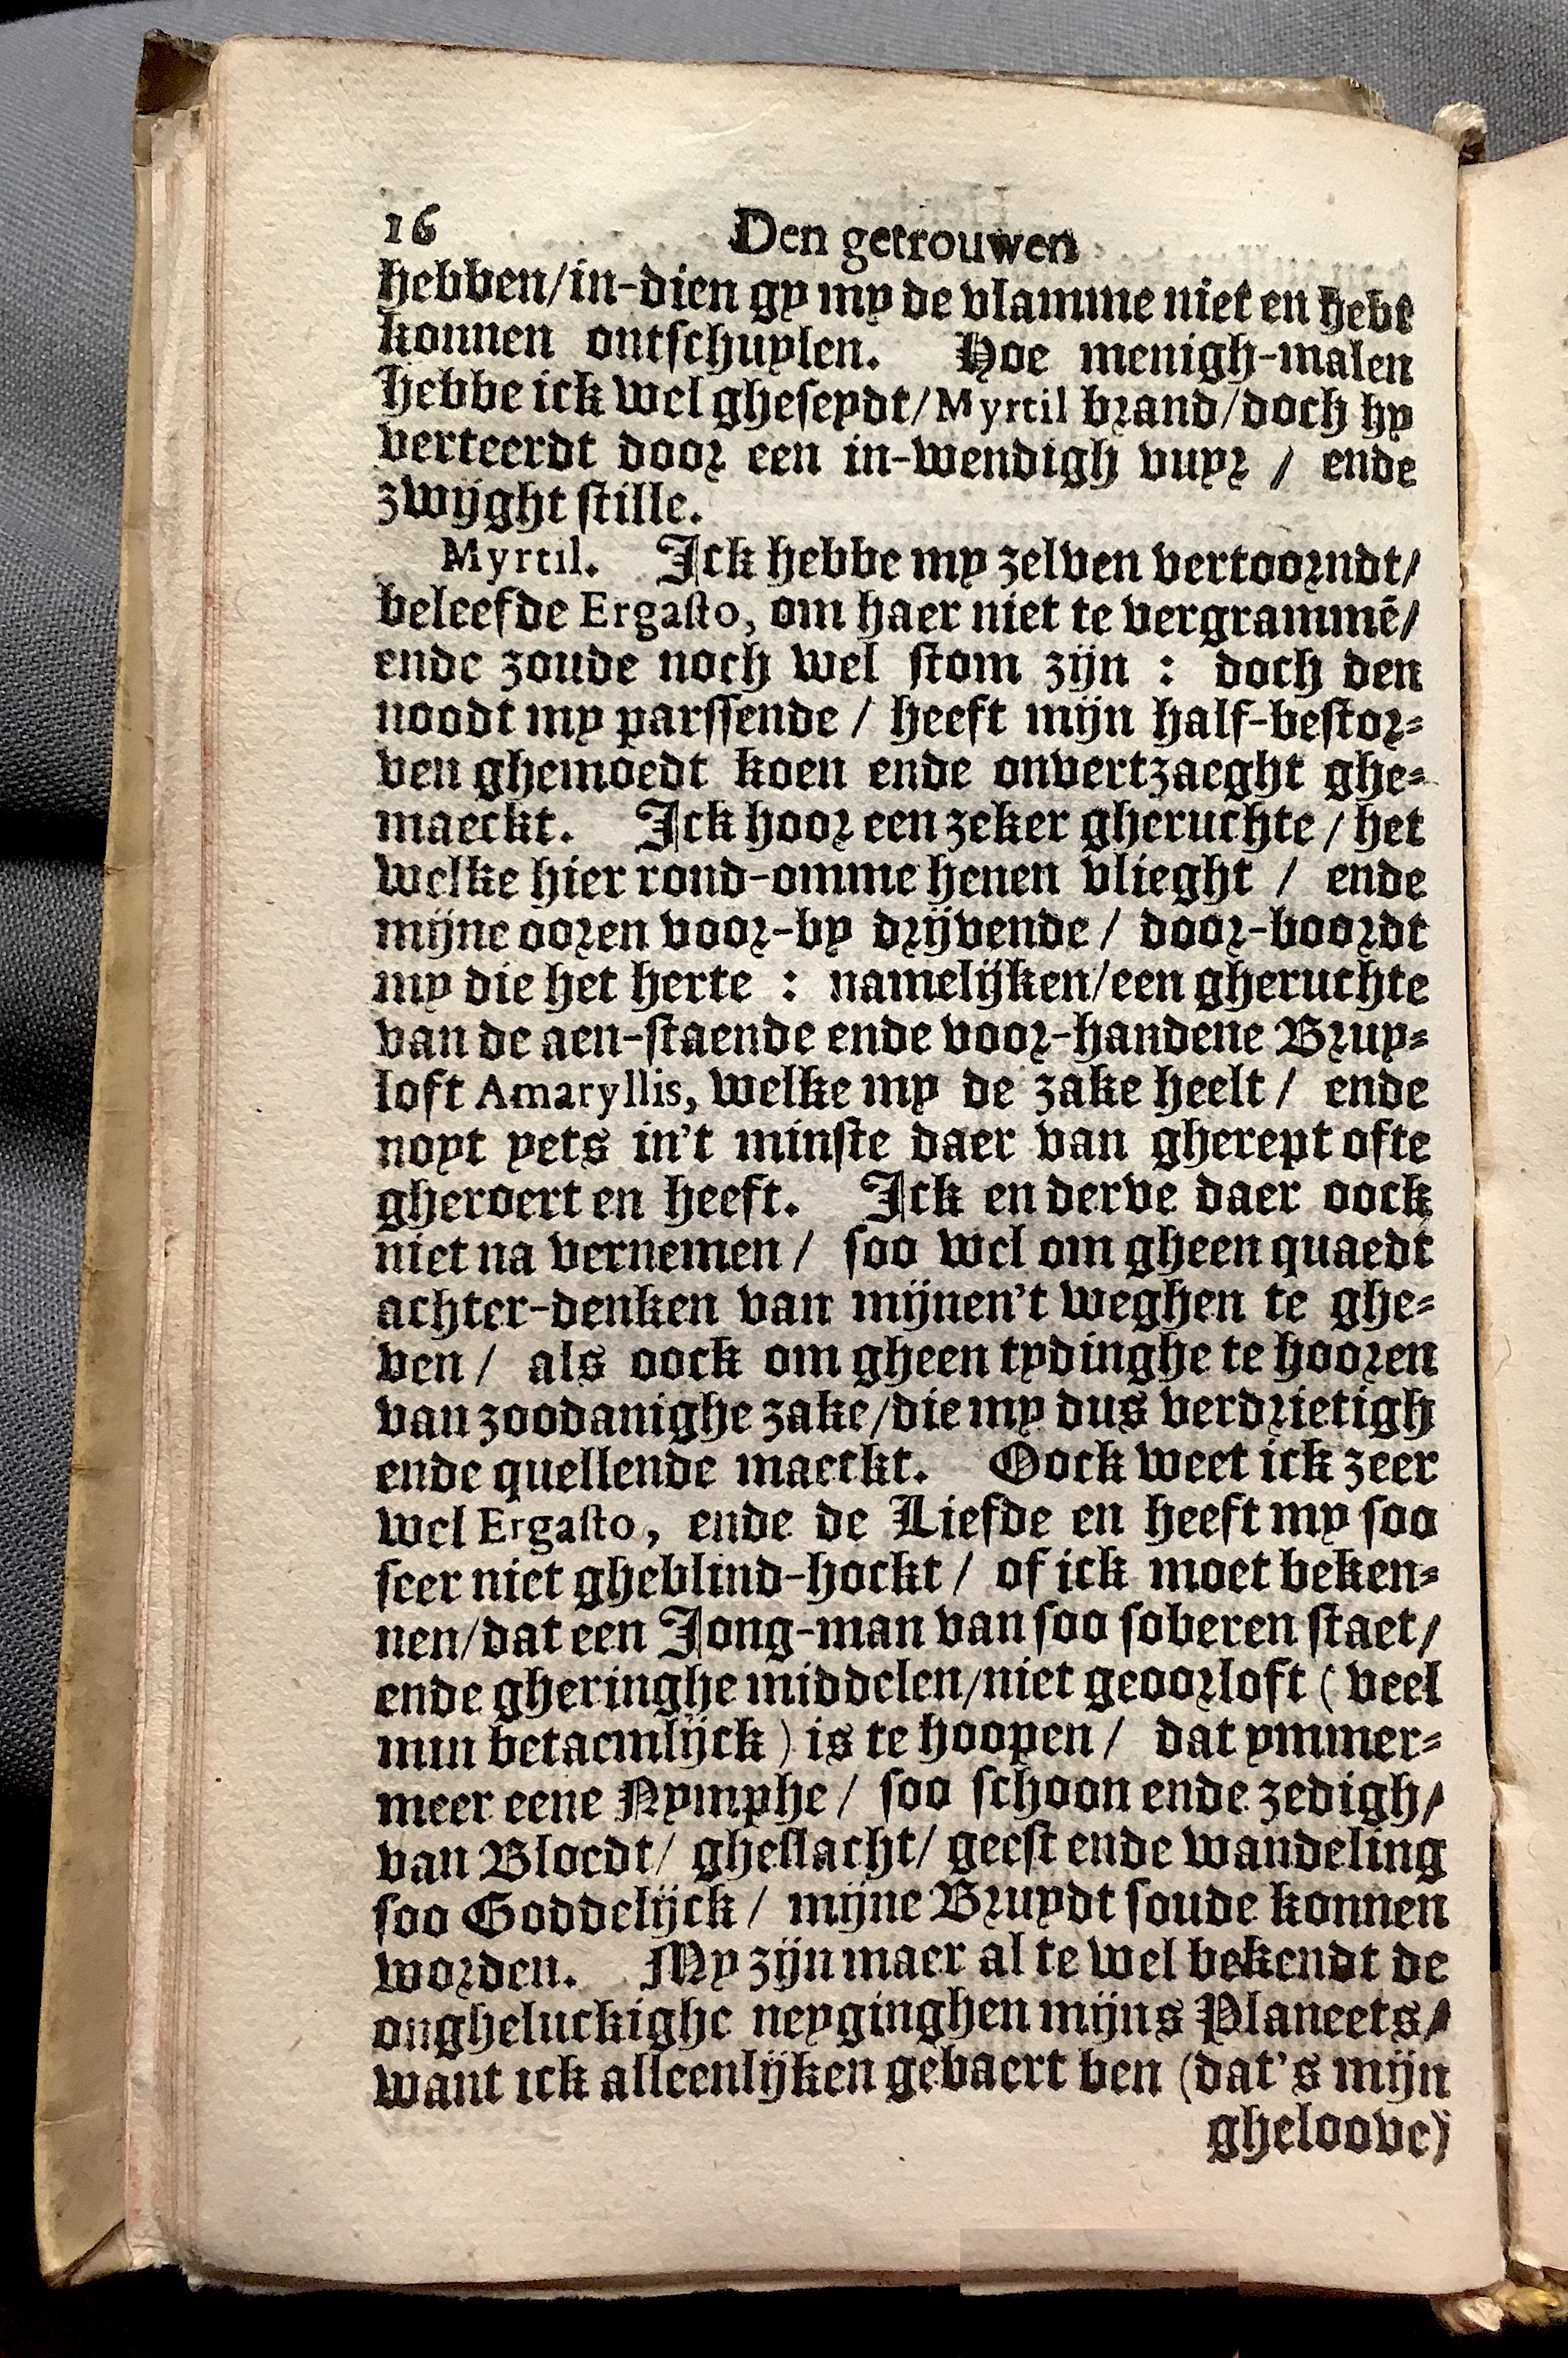 16 Den getrouwen
hebben/in-dien gy my de vlamme niet en hebt
konnen ontschuylen. Hoe menigh-malen
hebbe ick wel gheseydt/Myrtil brand/doch hy
verteerdt door een in-wendigh vuyr / ende
zwijght stille.
Myrtil. Ick hebbe my zelven vertoorndt/
beleefde Ergasto, om haer niet te vergrammē/
ende zoude noch wel stom zijn : doch den
noodt my parssende / heeft mijn half-bestor-
ven ghemoedt koen ende onvertzaeght ghe-
maeckt. Ick hoor een zeker gheruchte / het
welke hier rond-omme henen vlieght / ende
mijne ooren voor-by drijvende / door-boordt
my die het herte : namelijken/een gheruchte
van de aen-staende ende voor-handene Bruy-
loft Amaryllis, welke my de zake heelt / ende
noyt yets in't minste daer van gherept ofte
gheroert en heeft. Ick en derve daer oock
niet na vernemen / soo wel om gheen quaedt
achter-denken van mijnen't weghen te ghe-
ven / als oock om gheen tydinghe te hooren
van zoodanighe zake/die my dus verdrietigh
ende quellende maeckt. Oock weet ick zeer
wel Ergasto, ende de Liefde en heeft my soo
seer niet gheblind-hockt / of ick moet beken-
nen/dat een Jong-man van soo soberen staet/
ende gheringhe middelen/niet geoorloft ( veel
min betaemlijck ) is te hoopen / dat ymmer-
meer eene Nymphe / soo schoon ende zedigh/
van Bloedt/ gheslacht/ geest ende wandeling
soo Goddelijck / mijne Bruydt soude konnen
worden. My zijn maer al te wel bekendt de
ongheluckighe neyginghen mijns Planeets/
want ick alleenlijken gebaert ben (dat's mijn
gheloove)